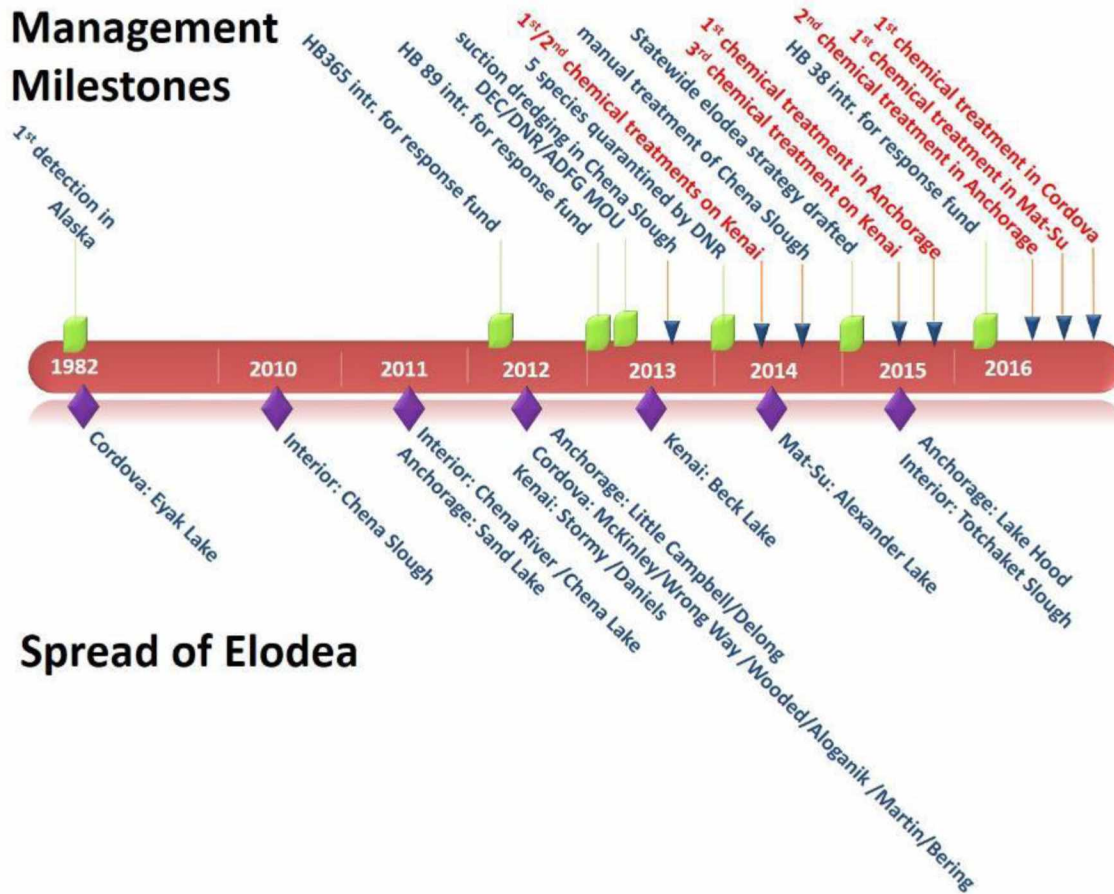 Management
Milestones
1st detection in
Alaska
HB365 intr. for response fund
HB 89 intr. for response fund
DEC/DNR/ADFG MOU
suction dredging in Chena Slough
5 species quarantined by DNR
1st/2nd chemical treatments on Kenai
manual treatment of Chena Slough
Statewide elodea strategy drafted
3rd chemical treatment on Kenai
1st chemical treatment in Anchorage
HB 38 intr. for response fund
2nd chemical treatment in Anchorage
1st chemical treatment in Mat-Su
1st chemical treatment in Cordova
1982
2010
2011
2012
2013
2014
2015
2016
Cordova: Eyak Lake
Interior: Chena Slough
Interior: Chena River /Chena Lake
Anchorage: Sand Lake
Anchorage: Little Campbell/Delong
Cordova: McKinley/Wrong Way /Wooded/Aloganik /Martin/Bering
Kenai: Stormy /Daniels
Kenai: Beck Lake
Mat-Su: Alexander Lake
Anchorage: Lake Hood
Interior: Totchaket Slough
Spread of Elodea